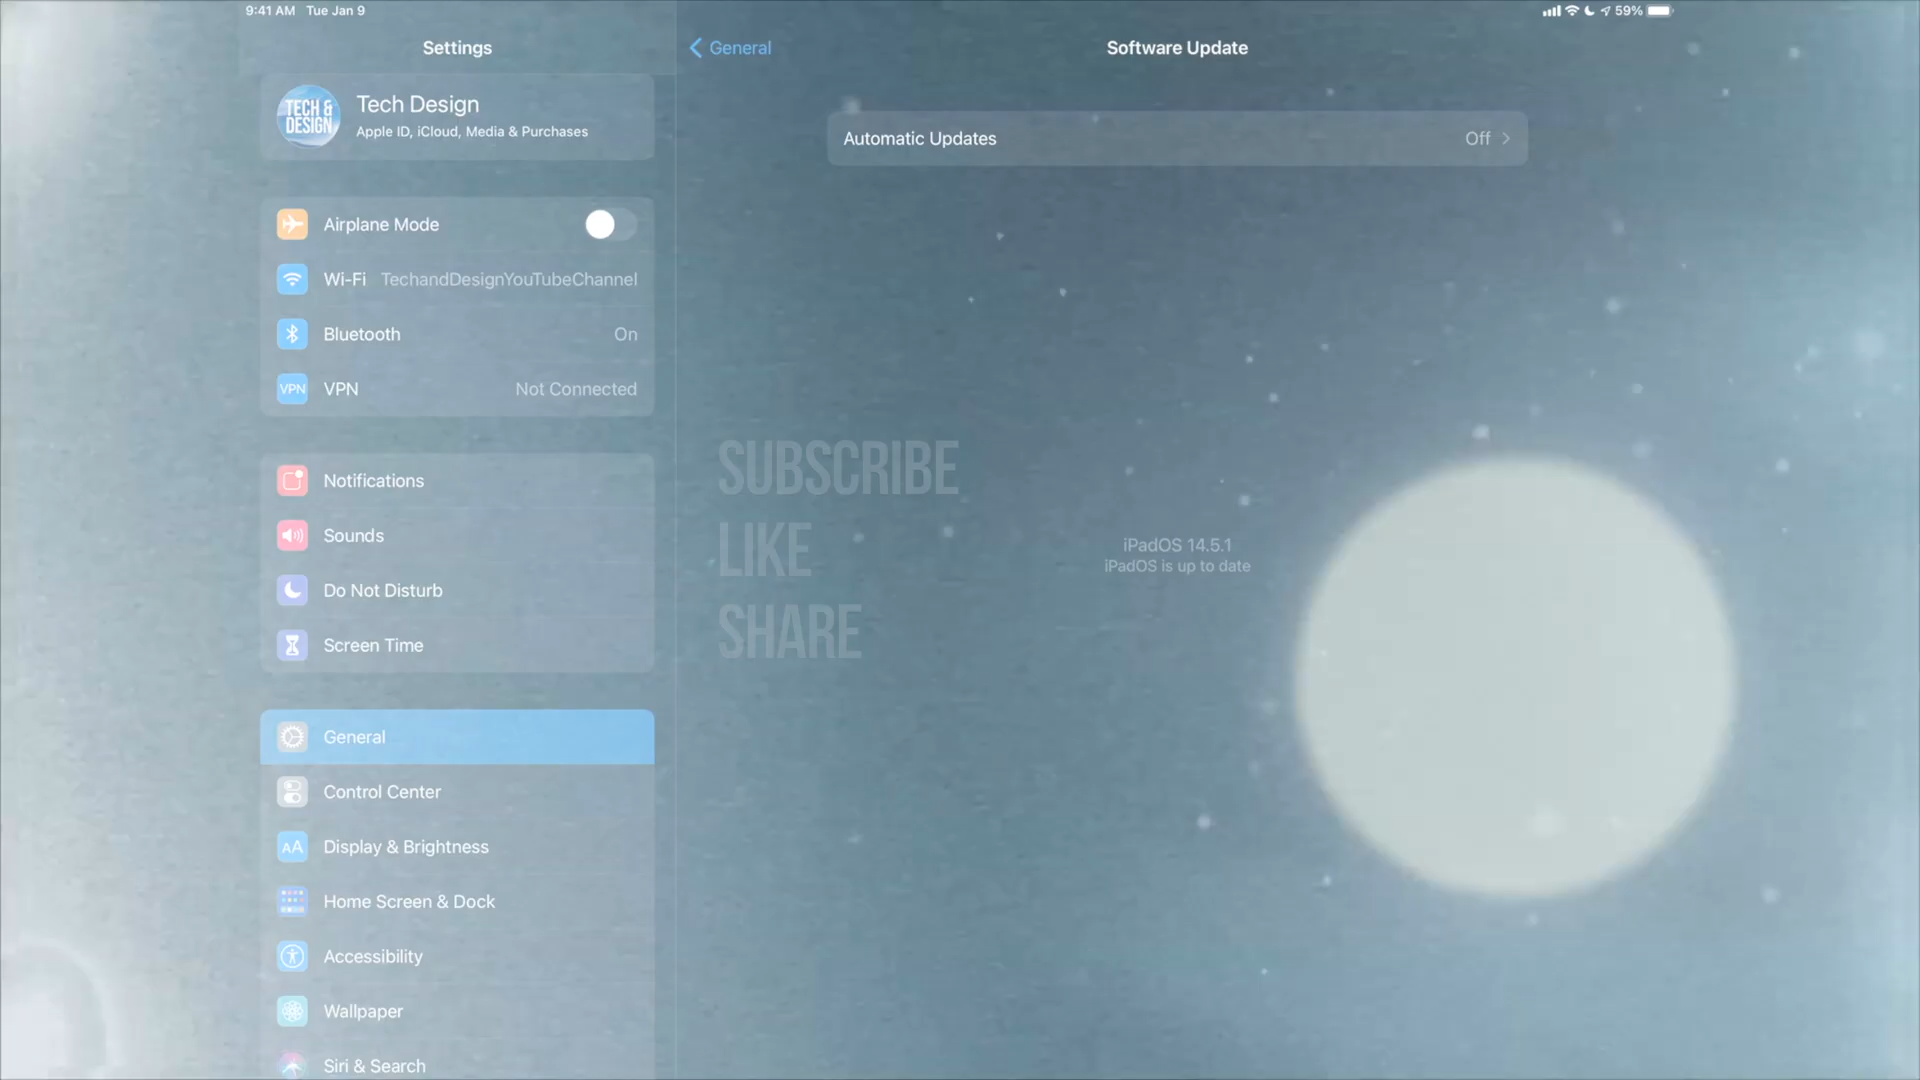 9:41 AM Tue Jan 9
59%
Settings
General
Software Update
TECH &
DESIGN
Tech Design
Apple ID, iCloud, Media & Purchases
Automatic Updates Off
Airplane Mode
Wi-Fi TechandDesignYouTubeChannel
Bluetooth On
VPN VPN Not Connected
Notifications
Sounds
Do Not Disturb
Screen Time
SUBSCRIBE
LIKE
SHARE
iPadOS 14.5.1
iPadOS is up to date
General
Control Center
AA Display & Brightness
Home Screen & Dock
Accessibility
Wallpaper
Siri & Search